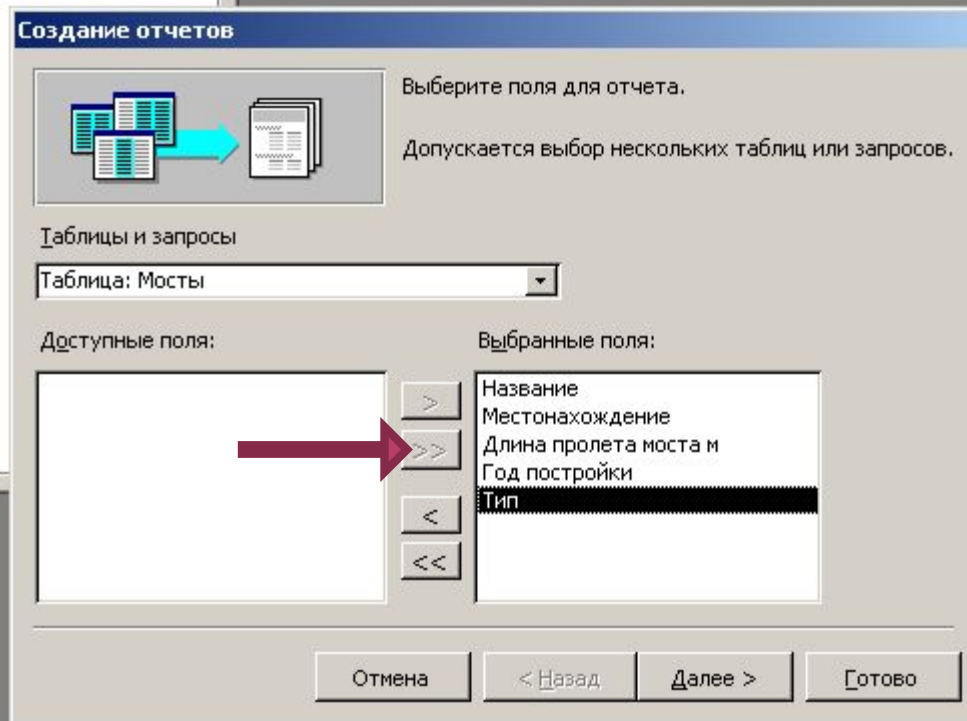 Создание отчетов
Выберите поля для отчета.
Допускается выбор нескольких таблиц или запросов.
Таблицы и запросы
Таблица: Мосты
Доступные поля:
Выбранные поля:
>
>>
<
<<
Название
Местонахождение
Длина пролета моста м
Год постройки
Тип
Отмена
< Назад
Далее >
Готово